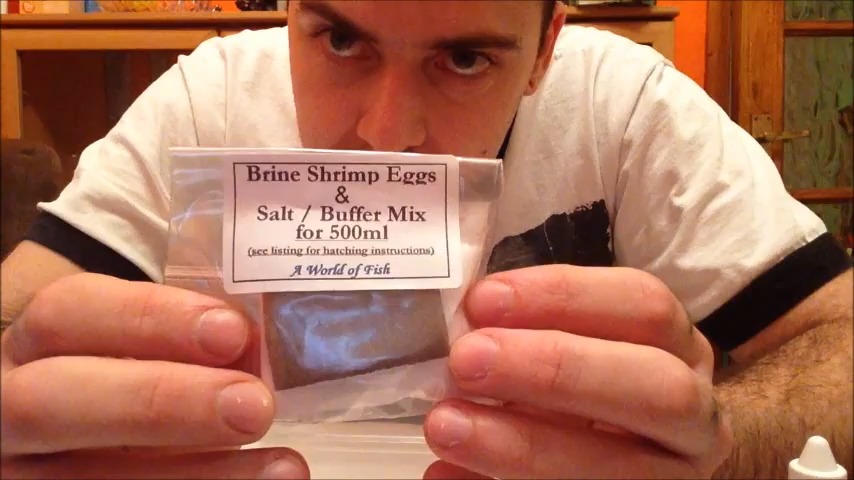 Brine Shrimp Eggs
&
Salt / Buffer Mix
for 500ml
(see listing for hatching instructions)
A World of Fish